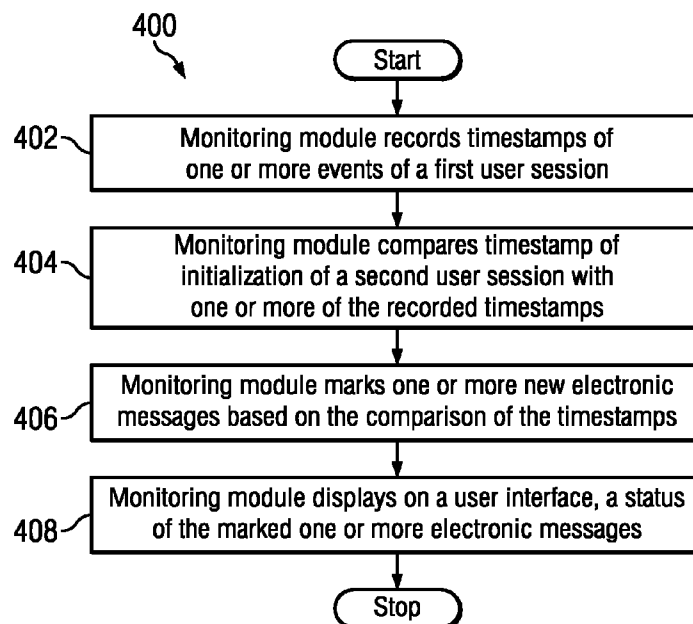 400
Start
402
Monitoring module records timestamps of
one or more events of a first user session
404
Monitoring module compares timestamp of
initialization of a second user session with
one or more of the recorded timestamps
406
Monitoring module marks one or more new electronic
messages based on the comparison of the timestamps
408
Monitoring module displays on a user interface, a status
of the marked one or more electronic messages
Stop